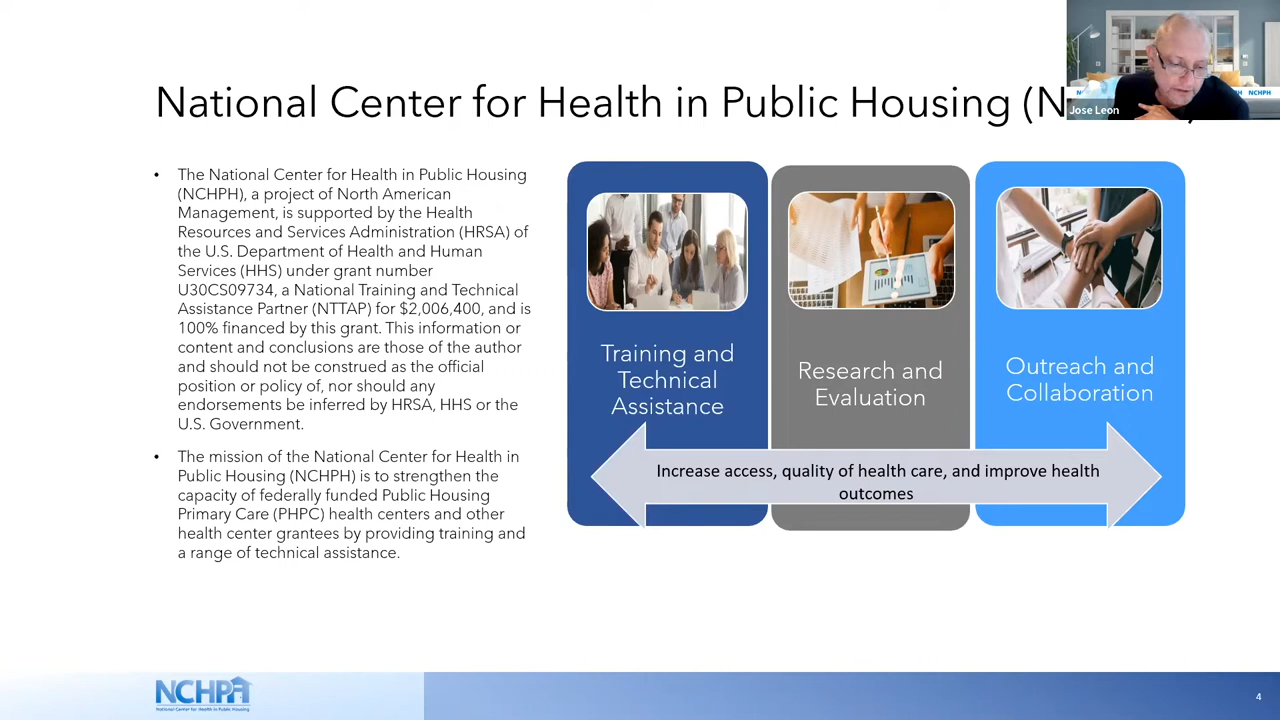 National Center for Health in Public Housing (N
Jose Leon
NCHPH
• The National Center for Health in Public Housing
(NCHPH), a project of North American
Management, is supported by the Health
Resources and Services Administration (HRSA) of
the U.S. Department of Health and Human
Services (HHS) under grant number
U30CS09734, a National Training and Technical
Assistance Partner (NTTAP) for $2,006,400, and is
100% financed by this grant. This information or
content and conclusions are those of the author
and should not be construed as the official
position or policy of, nor should any
endorsements be inferred by HRSA, HHS or the
U.S. Government.
• The mission of the National Center for Health in
Public Housing (NCHPH) is to strengthen the
capacity of federally funded Public Housing
Primary Care (PHPC) health centers and other
health center grantees by providing training and
a range of technical assistance.
Training and
Technical
Assistance
Research and
Evaluation
Outreach and
Collaboration
Increase access, quality of health care, and improve health
outcomes
NCHPH
National Center for Health in Public Housing
4